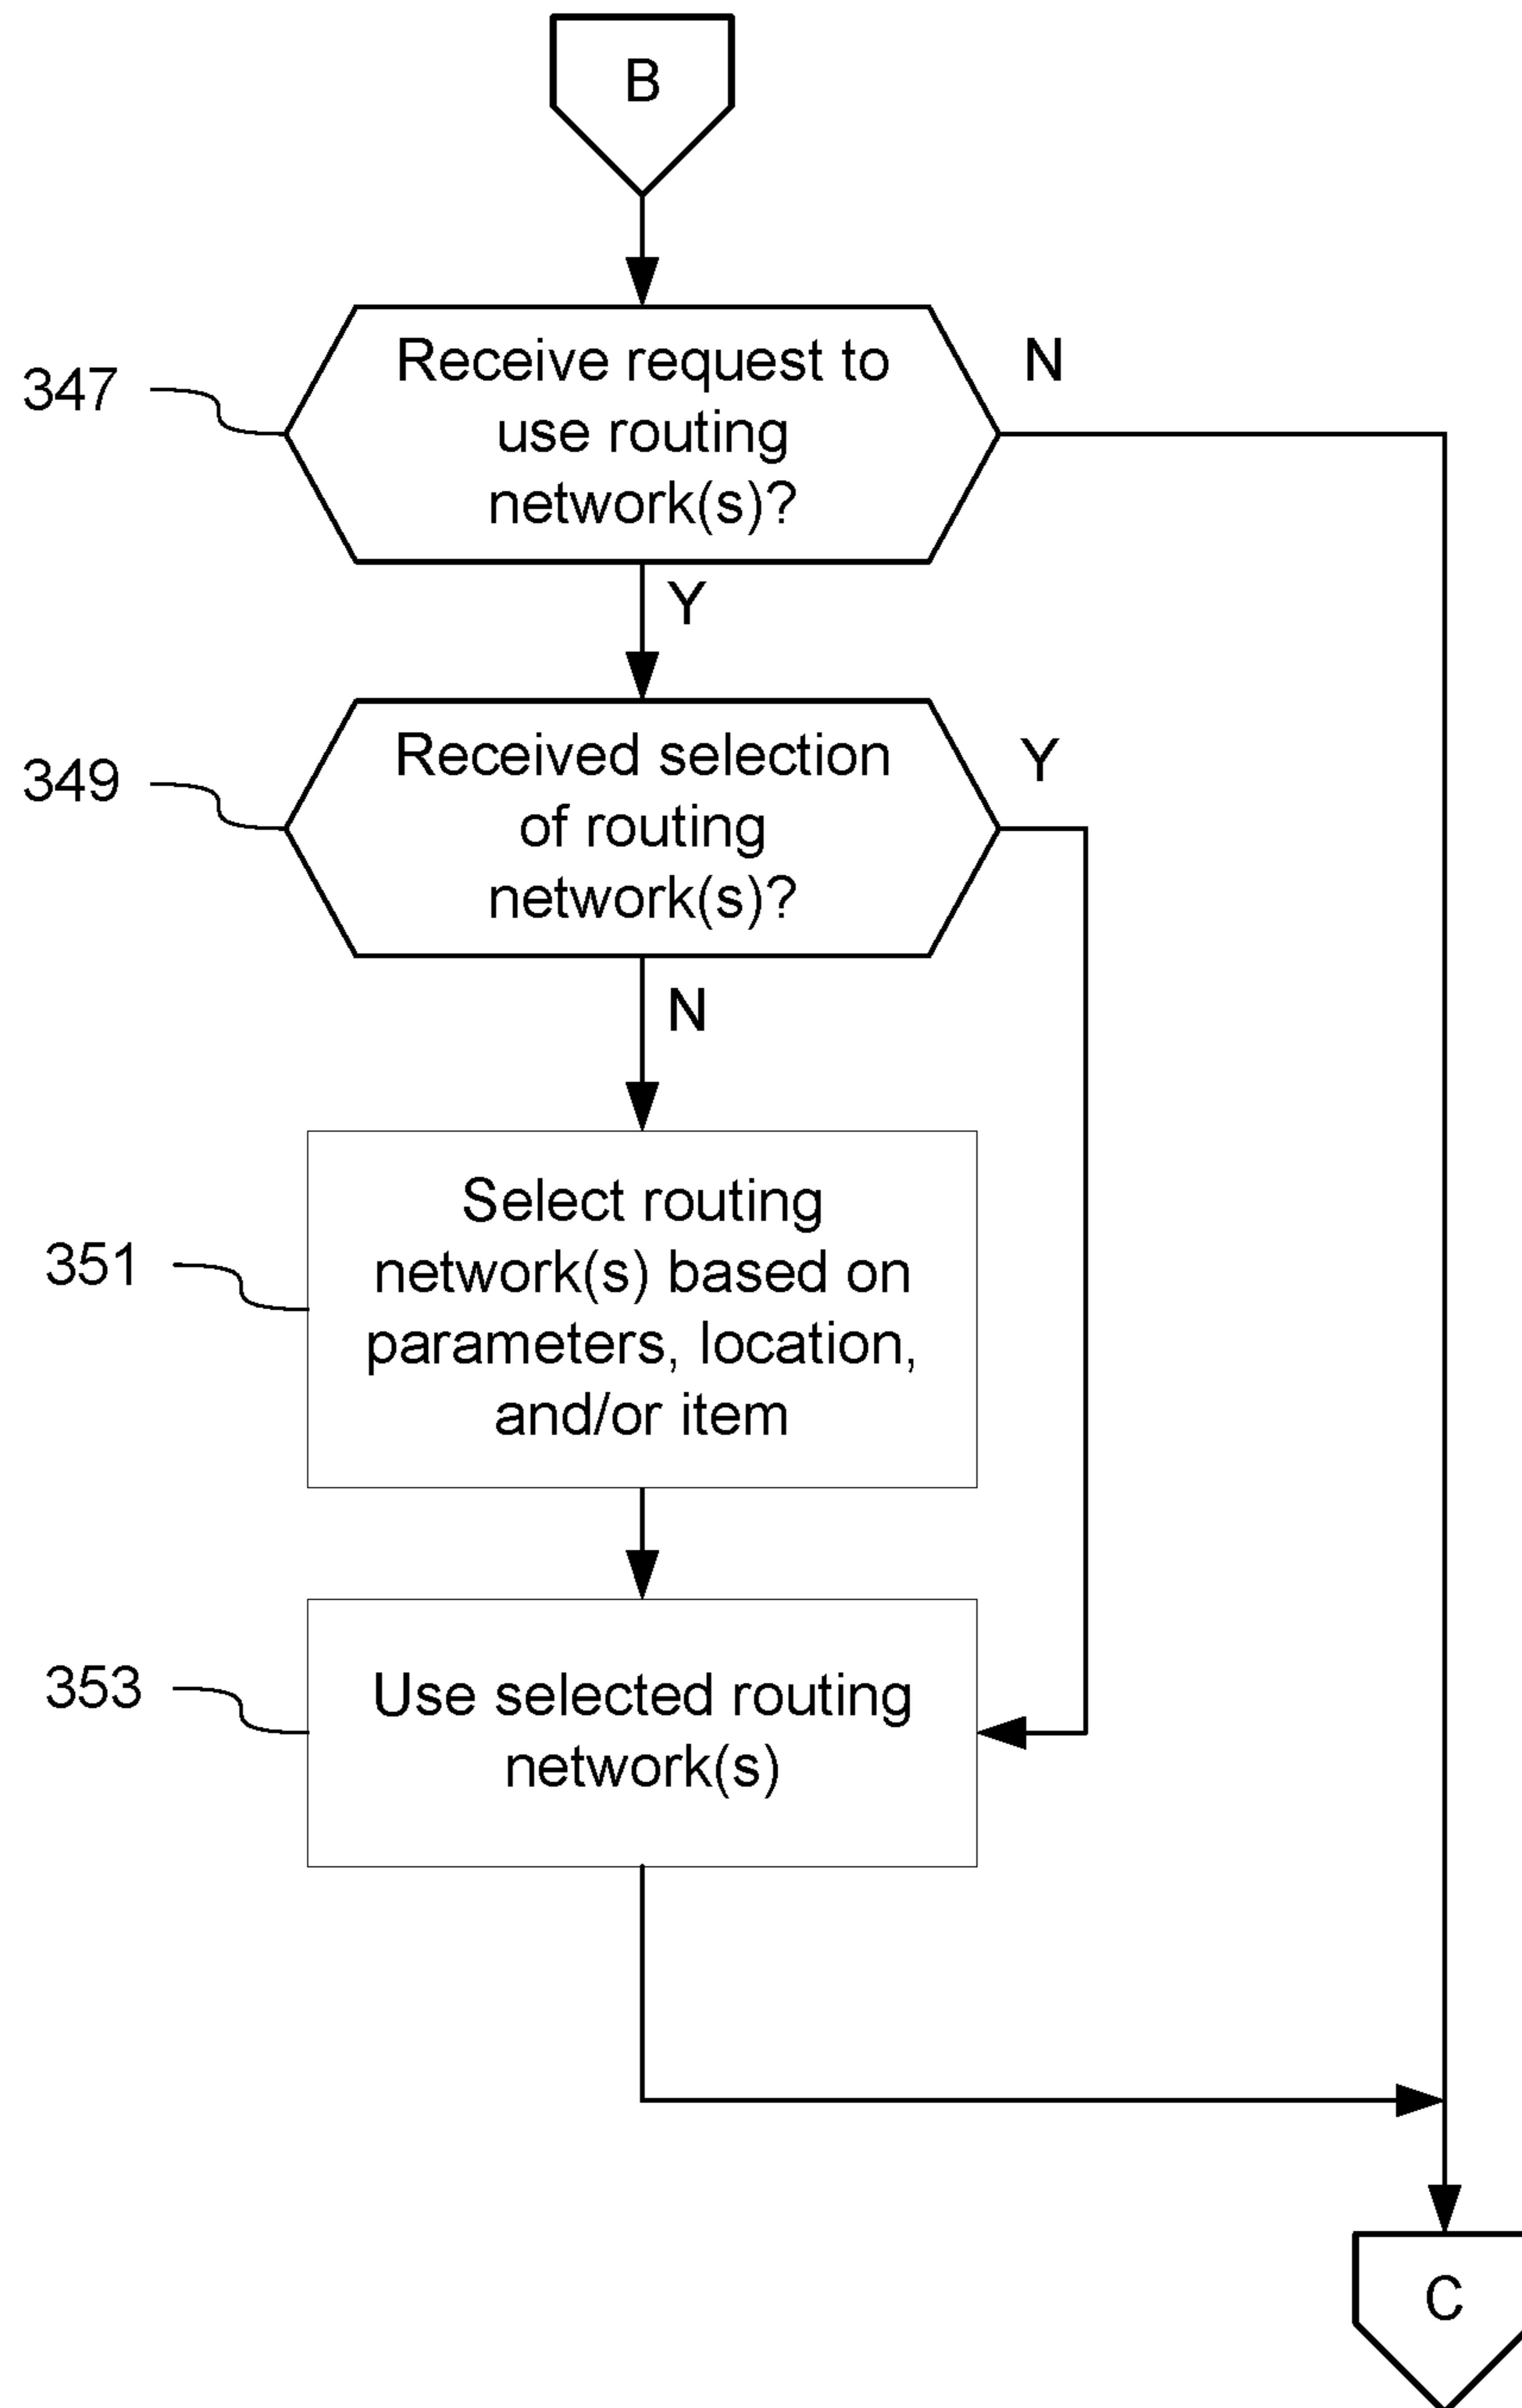 B
347
Receive request to
use routing
network(s)?
N
Y
349
Received selection
of routing
network(s)?
Y
N
351
Select routing
network(s) based on
parameters, location,
and/or item
353
Use selected routing
network(s)
C